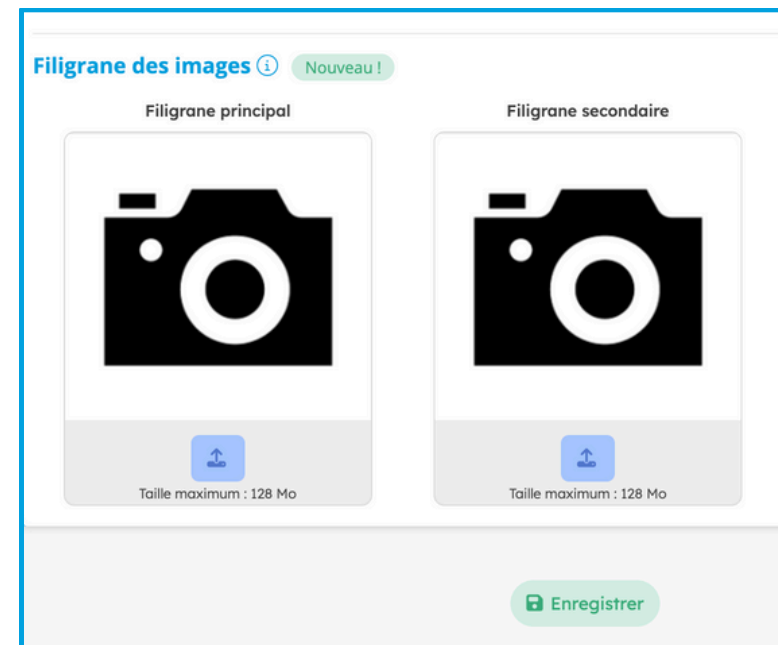 Filigrane des images
Nouveau !
Filigrane principal
Filigrane secondaire
Taille maximum : 128 Mo
Taille maximum : 128 Mo
Enregistrer